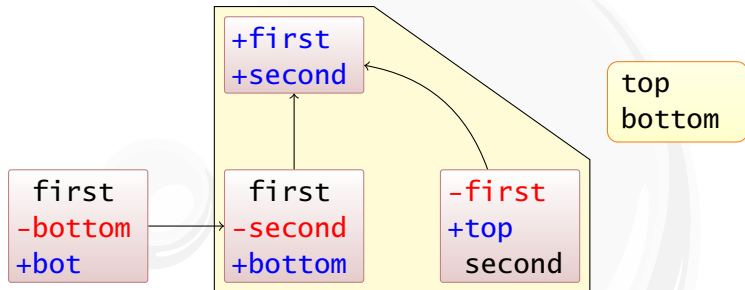 +first
+second
top
bottom
first
-bottom
+bot
first
-second
+bottom
-first
+top
second